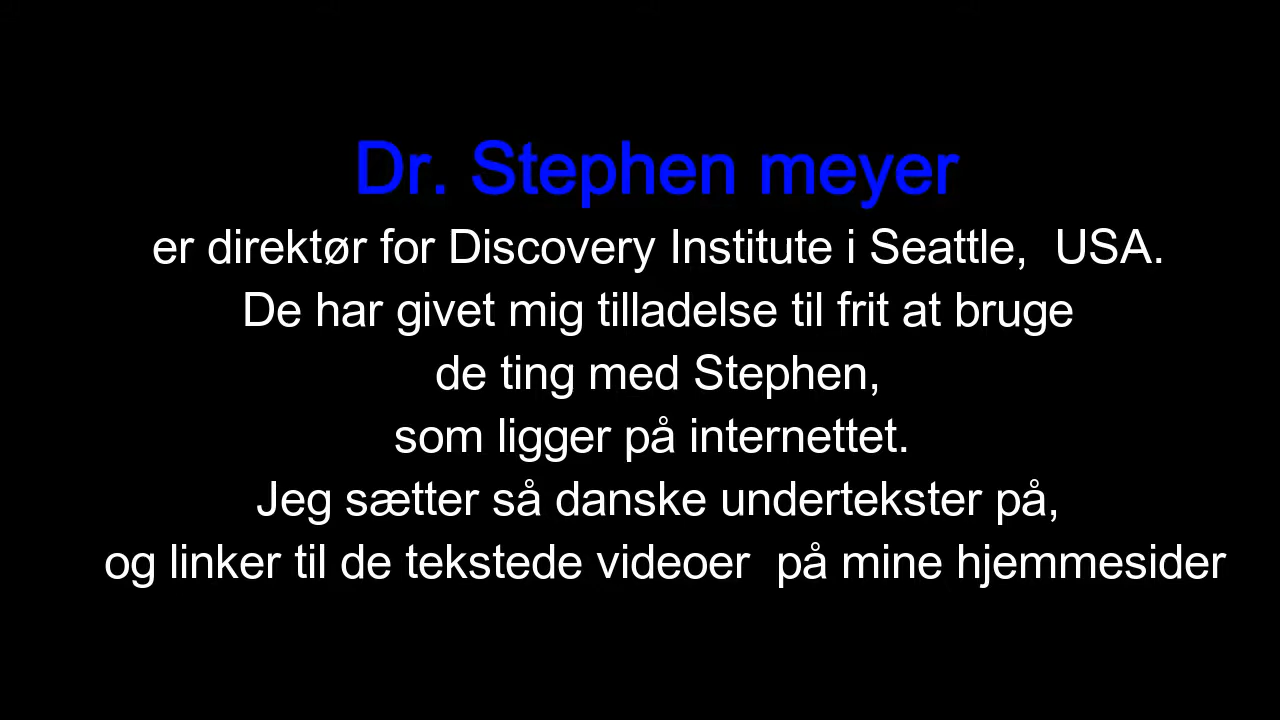 Dr. Stephen meyer
er direktør for Discovery Institute i Seattle,  USA.
De har givet mig tilladelse til frit at bruge
de ting med Stephen,
som ligger på internettet.
Jeg sætter så danske undertekster på,
og linker til de tekstede videoer  på mine hjemmesider